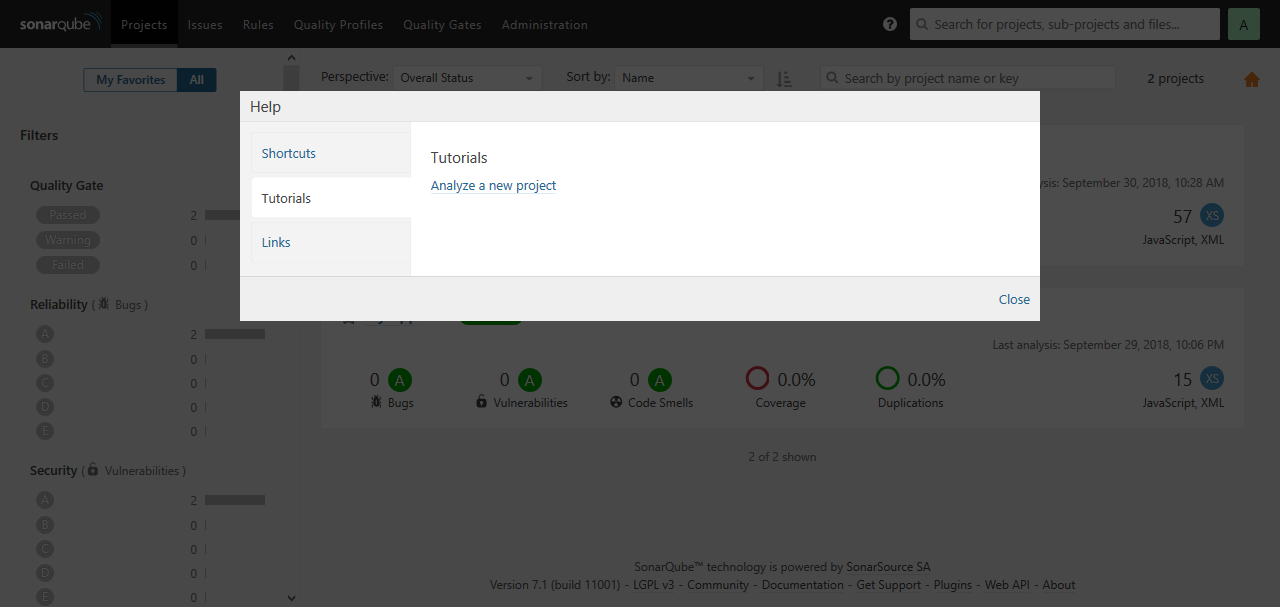 sonarqube Projects Issues Rules Quality Profiles Quality Gates Administration ? Search for projects, sub-projects and files... A
My Favorites All Perspective: Overall Status Sort by: Name Search by project name or key 2 projects
Help
Filters
Shortcuts
Tutorials
Analyze a new project
Tutorials
Links
Close
Quality Gate
Passed 2
Warning 0
Failed 0
Reliability ( Bugs )
A 2
B 0
C 0
D 0
E 0
Security ( Vulnerabilities )
A 2
B 0
C 0
D 0
E 0
September 30, 2018, 10:28 AM
57 XS
JavaScript, XML
Last analysis: September 29, 2018, 10:06 PM
0 A 0 A 0 A 0.0% 0.0% 15 XS
Bugs Vulnerabilities Code Smells Coverage Duplications JavaScript, XML
2 of 2 shown
SonarQube™ technology is powered by SonarSource SA
Version 7.1 (build 11001) - LGPL v3 - Community - Documentation - Get Support - Plugins - Web API - About